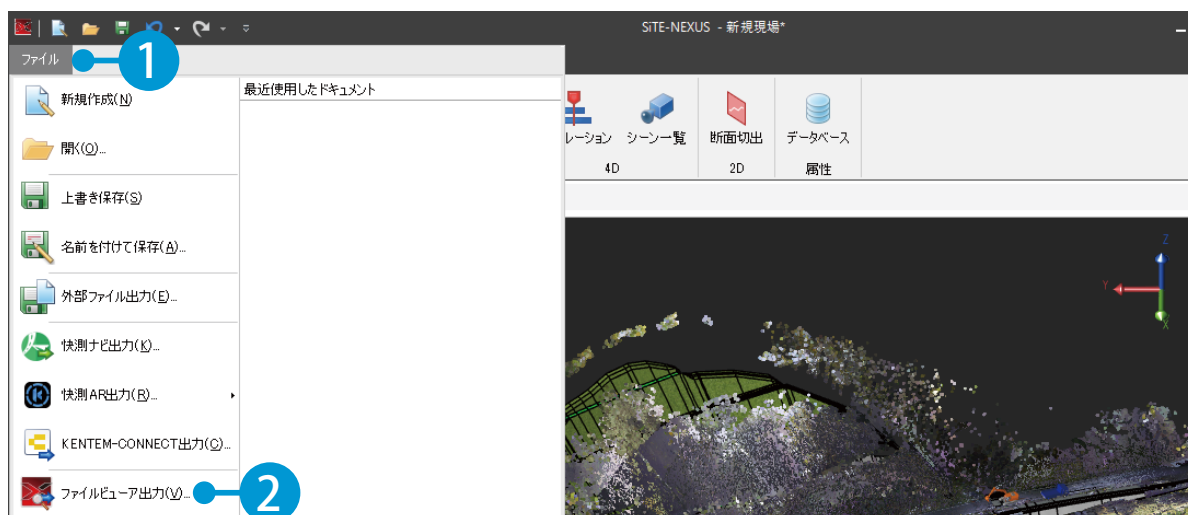 SiTE-NEXUS - 新規現場*
ファイル
1
新規作成(N)
最近使用したドキュメント
開く(O)...
上書き保存(S)
名前を付けて保存(A)...
外部ファイル出力(E)...
快測ナビ出力(K)...
快測AR出力(R)...
KENTEM-CONNECT出力(C)...
ファイルビューア出力(V)...
2
レーション
シーン一覧
断面切出
データベース
4D
2D
属性
Z
Y
X